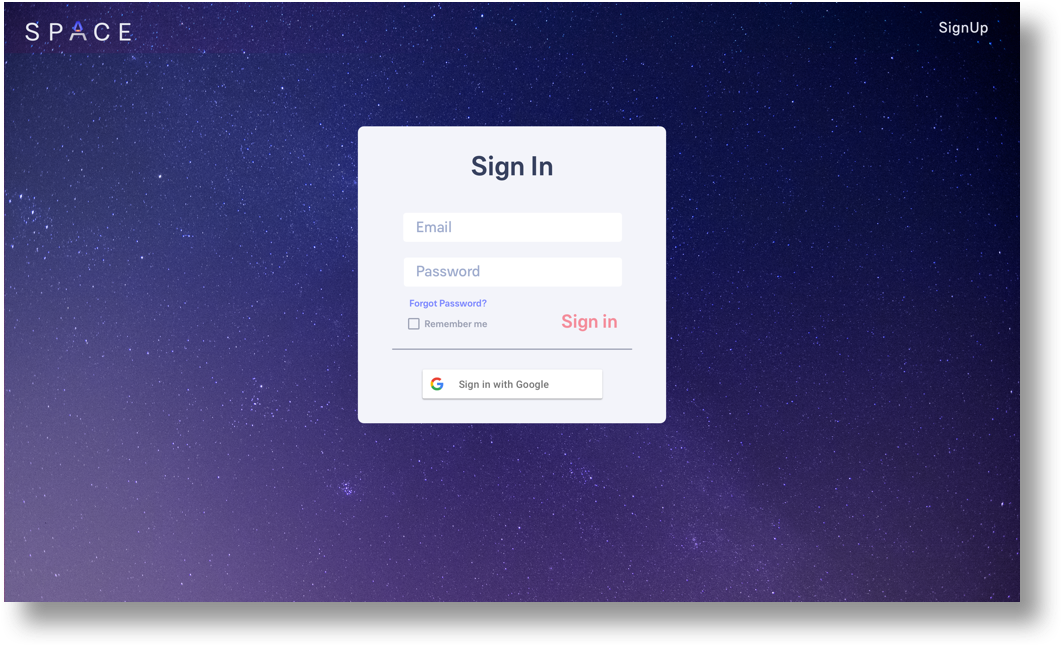 SPACE
SignUp
Sign In
Email
Password
Forgot Password?
Remember me
Sign in
Sign in with Google